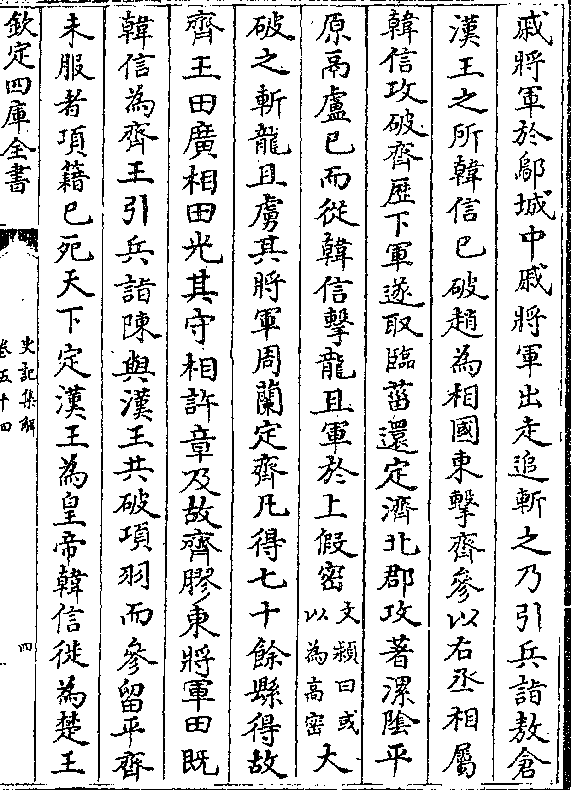 戚將軍於鄔城中戚將軍出走追斬之乃引兵詣敖倉
漢王之所韓信已破趙為相國東擊齊參以右丞相屬
韓信攻破齊歷下軍遂取臨菑還定濟北郡攻著漯隂平
原鬲盧已而從韓信擊龍且軍於上假密文潁曰或以為高密大
破之斬龍且虜其將軍周蘭定齊凡得七十餘縣得故
齊王田廣相田光其守相許章及故齊膠東將軍田既
韓信為齊王引兵詣陳與漢王共破項羽而參留平齊
未服者項籍已死天下定漢王為皇帝韓信徙為楚王
欽定四庫全書
史記集解
卷五十四
四